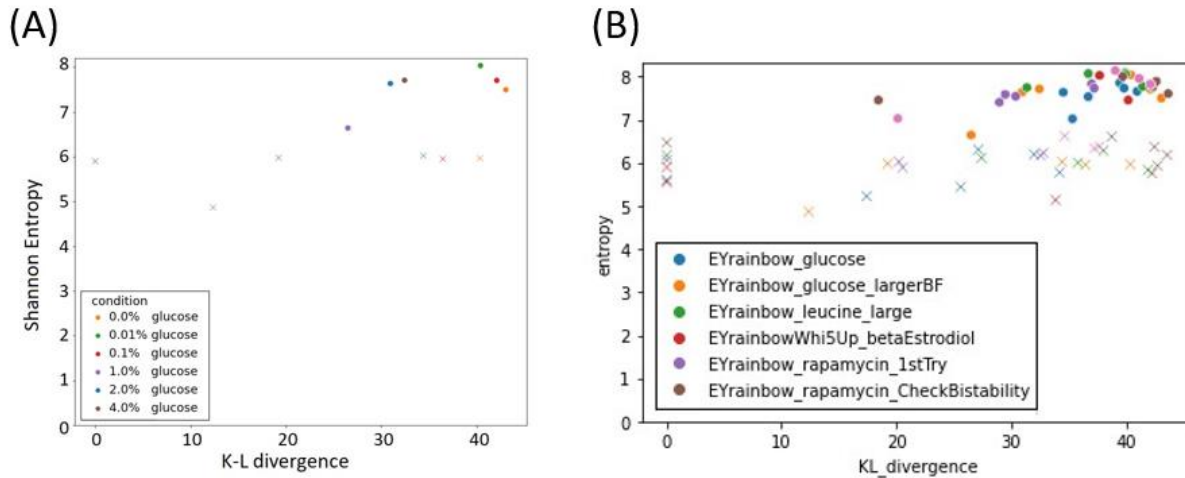 (A)
Shannon Entropy
8
7
6
5
4
3
2
1
0
condition
0.0% glucose
0.01% glucose
0.1% glucose
1.0% glucose
2.0% glucose
4.0% glucose
0 10 20 30 40
K-L divergence
(B)
entropy
8
7
6
5
4
3
2
1
0
EYrainbow_glucose
EYrainbow_glucose_largerBF
EYrainbow_leucine_large
EYrainbowWhi5Up_betaEstrodiol
EYrainbow_rapamycin_1stTry
EYrainbow_rapamycin_CheckBistability
0 10 20 30 40
KL_divergence